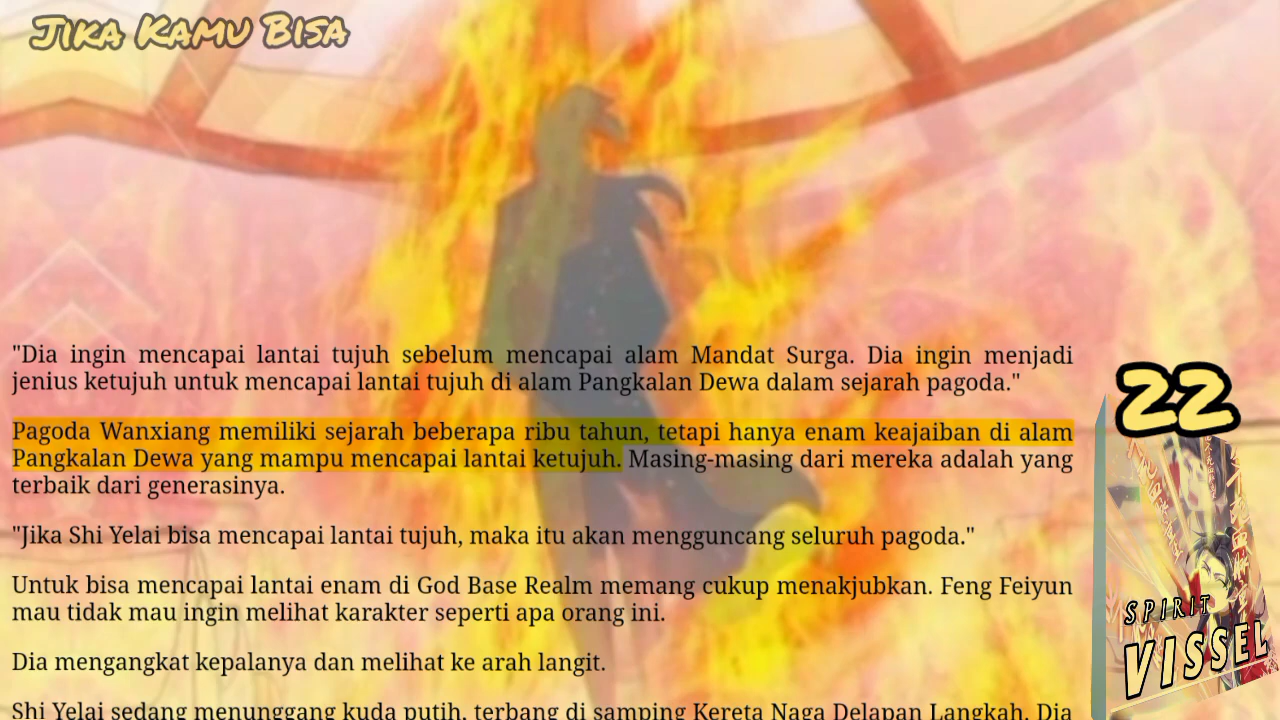 Jika Kamu Bisa
"Dia ingin mencapai lantai tujuh sebelum mencapai alam Mandat Surga. Dia ingin menjadi
jenius ketujuh untuk mencapai lantai tujuh di alam Pangkalan Dewa dalam sejarah pagoda."
Pagoda Wanxiang memiliki sejarah beberapa ribu tahun, tetapi hanya enam keajaiban di alam
Pangkalan Dewa yang mampu mencapai lantai ketujuh. Masing-masing dari mereka adalah yang
terbaik dari generasinya.
"Jika Shi Yelai bisa mencapai lantai tujuh, maka itu akan mengguncang seluruh pagoda."
Untuk bisa mencapai lantai enam di God Base Realm memang cukup menakjubkan. Feng Feiyun
mau tidak mau ingin melihat karakter seperti apa orang ini.
Dia mengangkat kepalanya dan melihat ke arah langit.
Shi Yelai sedang menunggang kuda putih, terbang di samping Kereta Naga Delapan Langkah. Dia
22
SPIRIT
VISSEL